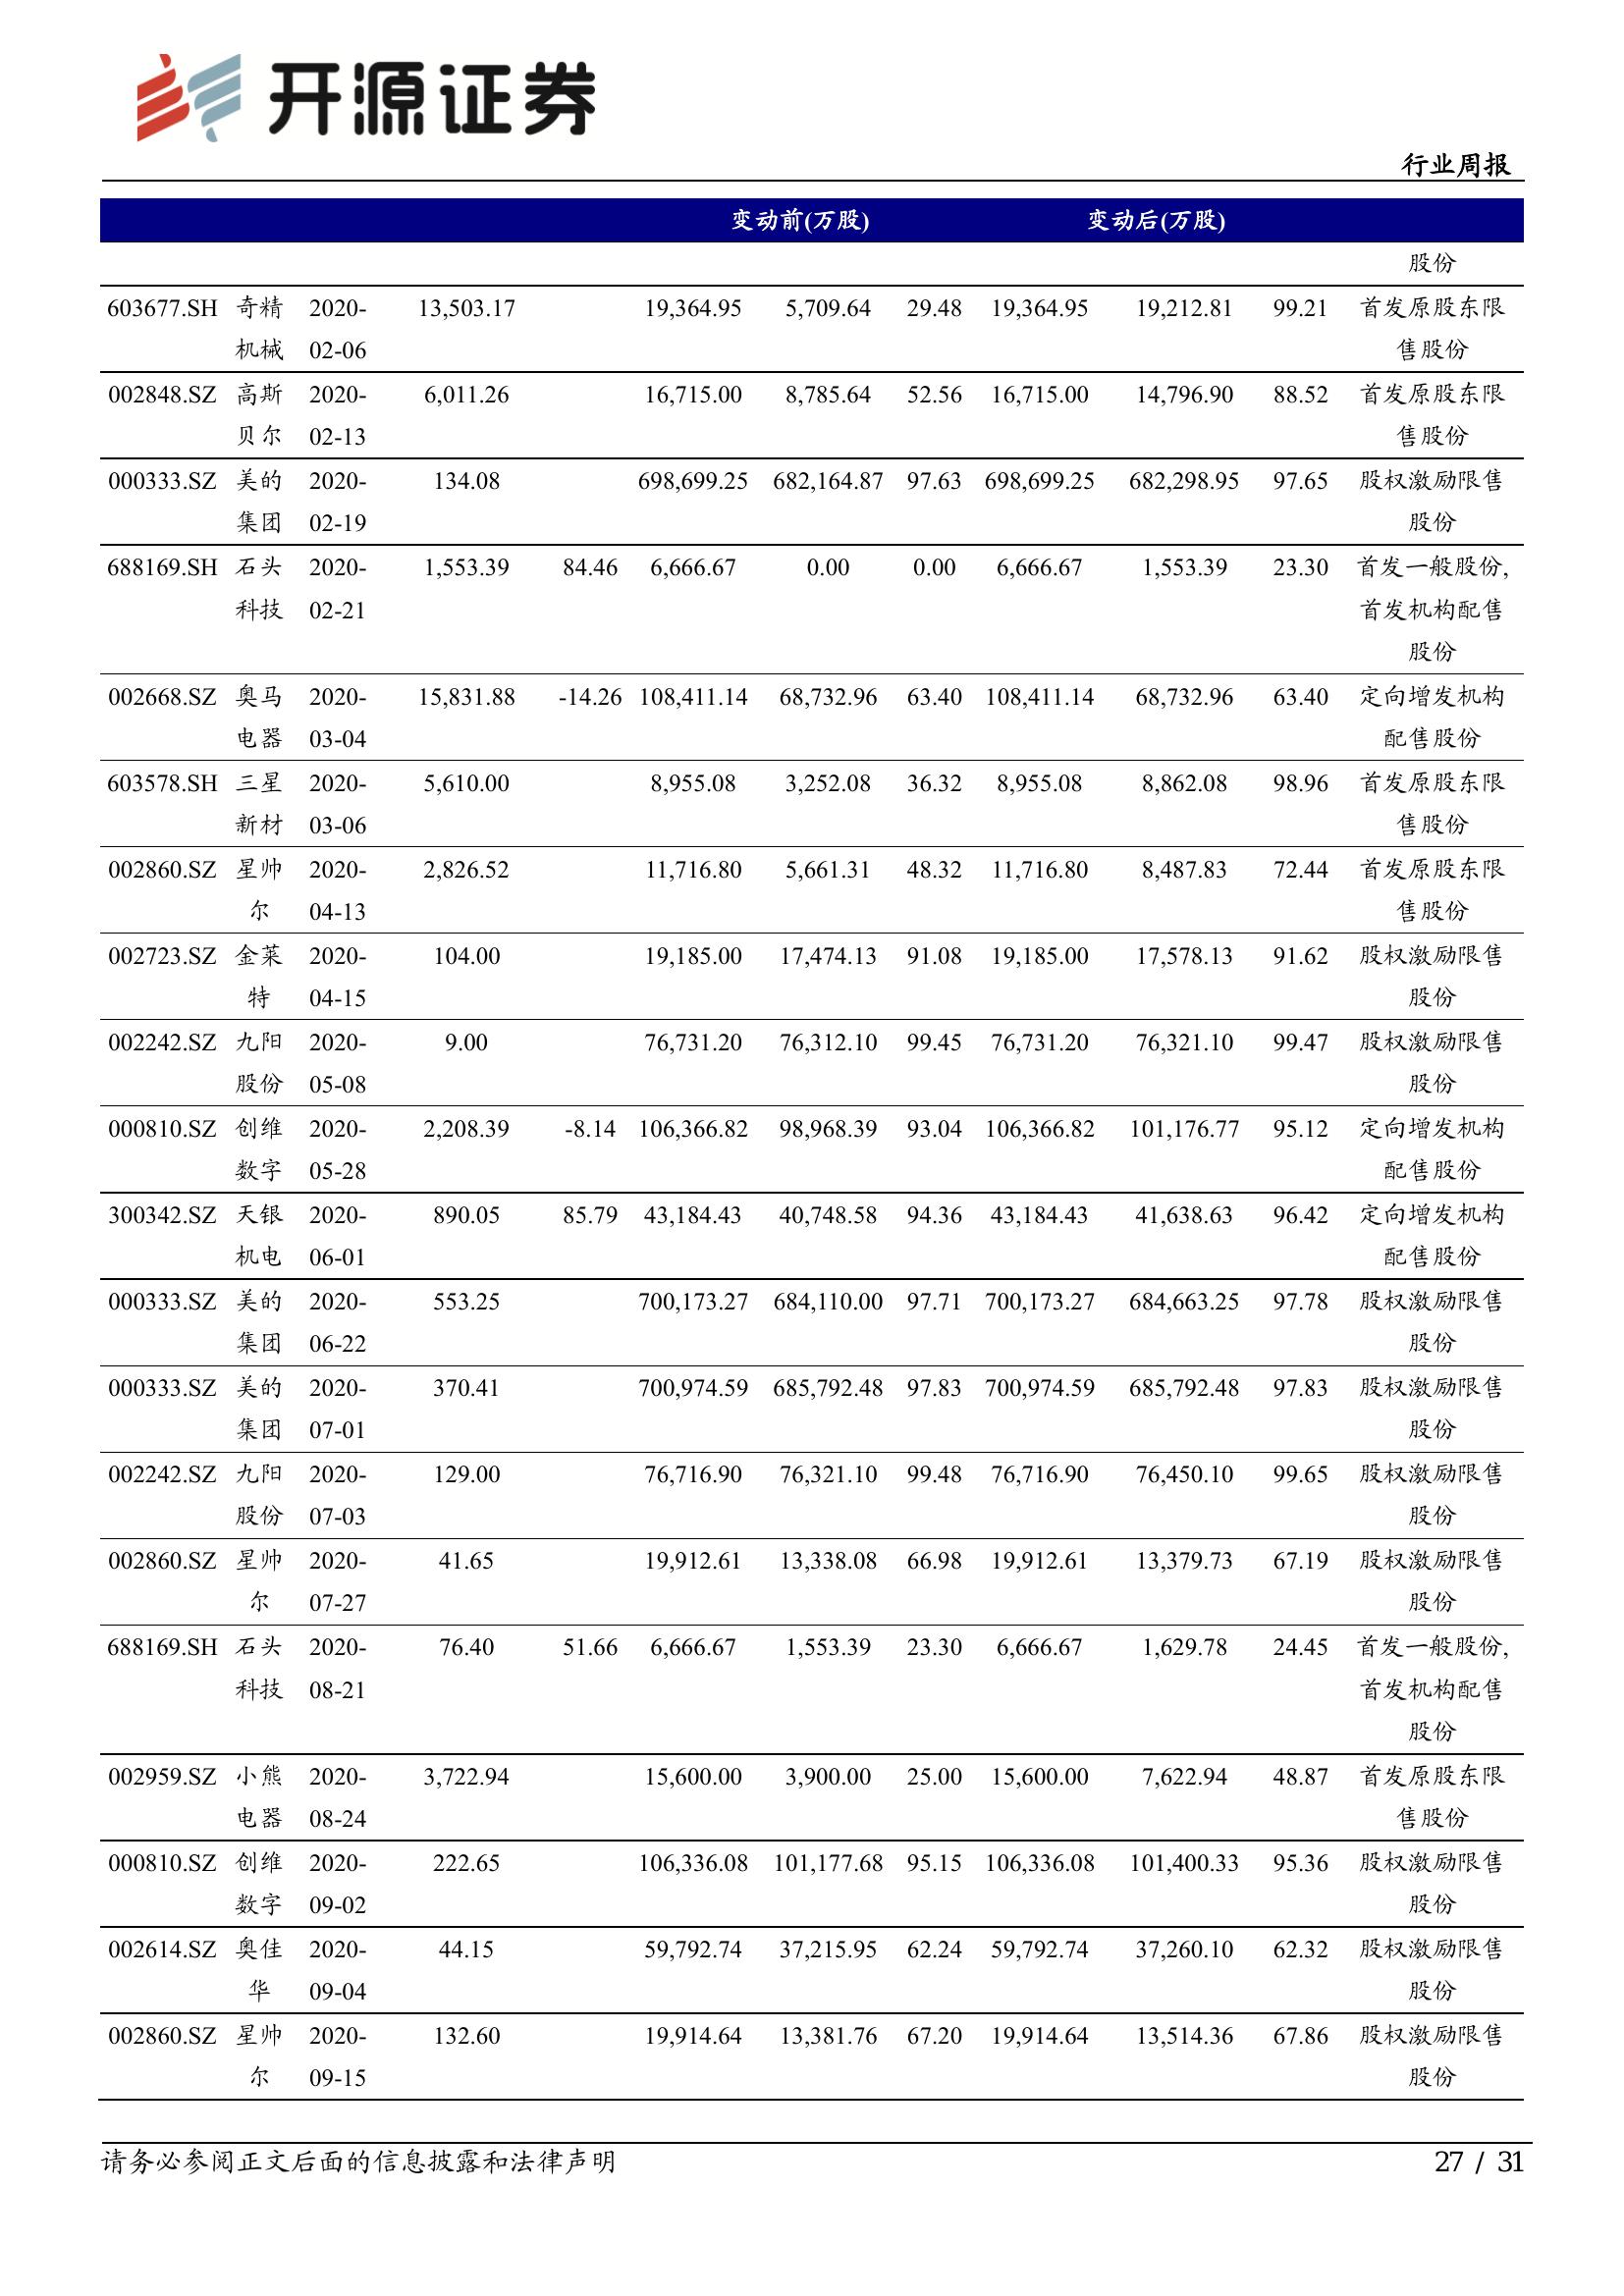 开源证券
行业周报
变动前(万股) 变动后(万股)
股份
603677.SH 奇精 2020- 13,503.17 19,364.95 5,709.64 29.48 19,364.95 19,212.81 99.21 首发原股东限
机械 02-06 售股份
002848.SZ 高斯 2020- 6,011.26 16,715.00 8,785.64 52.56 16,715.00 14,796.90 88.52 首发原股东限
贝尔 02-13 售股份
000333.SZ 美的 2020- 134.08 698,699.25 682,164.87 97.63 698,699.25 682,298.95 97.65 股权激励限售
集团 02-19 股份
688169.SH 石头 2020- 1,553.39 84.46 6,666.67 0.00 0.00 6,666.67 1,553.39 23.30 首发一般股份,
科技 02-21 首发机构配售
股份
002668.SZ 奥马 2020- 15,831.88 -14.26 108,411.14 68,732.96 63.40 108,411.14 68,732.96 63.40 定向增发机构
电器 03-04 配售股份
603578.SH 三星 2020- 5,610.00 8,955.08 3,252.08 36.32 8,955.08 8,862.08 98.96 首发原股东限
新材 03-06 售股份
002860.SZ 星帅 2020- 2,826.52 11,716.80 5,661.31 48.32 11,716.80 8,487.83 72.44 首发原股东限
尔 04-13 售股份
002723.SZ 金莱 2020- 104.00 19,185.00 17,474.13 91.08 19,185.00 17,578.13 91.62 股权激励限售
特 04-15 股份
002242.SZ 九阳 2020- 9.00 76,731.20 76,312.10 99.45 76,731.20 76,321.10 99.47 股权激励限售
股份 05-08 股份
000810.SZ 创维 2020- 2,208.39 -8.14 106,366.82 98,968.39 93.04 106,366.82 101,176.77 95.12 定向增发机构
数字 05-28 配售股份
300342.SZ 天银 2020- 890.05 85.79 43,184.43 40,748.58 94.36 43,184.43 41,638.63 96.42 定向增发机构
机电 06-01 配售股份
000333.SZ 美的 2020- 553.25 700,173.27 684,110.00 97.71 700,173.27 684,663.25 97.78 股权激励限售
集团 06-22 股份
000333.SZ 美的 2020- 370.41 700,974.59 685,792.48 97.83 700,974.59 685,792.48 97.83 股权激励限售
集团 07-01 股份
002242.SZ 九阳 2020- 129.00 76,716.90 76,321.10 99.48 76,716.90 76,450.10 99.65 股权激励限售
股份 07-03 股份
002860.SZ 星帅 2020- 41.65 19,912.61 13,338.08 66.98 19,912.61 13,379.73 67.19 股权激励限售
尔 07-27 股份
688169.SH 石头 2020- 76.40 51.66 6,666.67 1,553.39 23.30 6,666.67 1,629.78 24.45 首发一般股份,
科技 08-21 首发机构配售
股份
002959.SZ 小熊 2020- 3,722.94 15,600.00 3,900.00 25.00 15,600.00 7,622.94 48.87 首发原股东限
电器 08-24 售股份
000810.SZ 创维 2020- 222.65 106,336.08 101,177.68 95.15 106,336.08 101,400.33 95.36 股权激励限售
数字 09-02 股份
002614.SZ 奥佳 2020- 44.15 59,792.74 37,215.95 62.24 59,792.74 37,260.10 62.32 股权激励限售
华 09-04 股份
002860.SZ 星帅 2020- 132.60 19,914.64 13,381.76 67.20 19,914.64 13,514.36 67.86 股权激励限售
尔 09-15 股份
请务必参阅正文后面的信息披露和法律声明 27 / 31